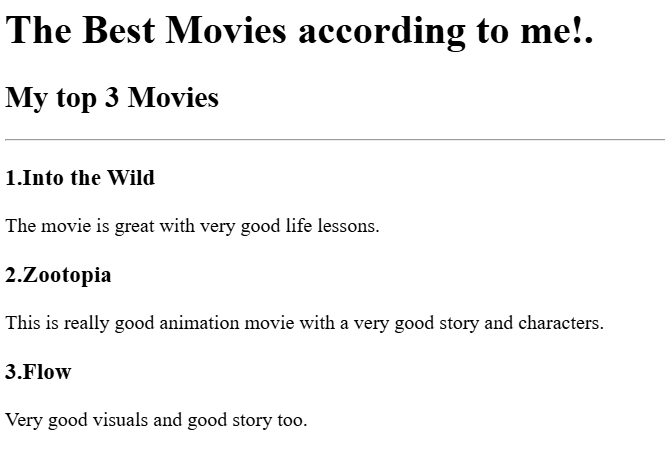 The Best Movies according to me!.
My top 3 Movies
1.Into the Wild
The movie is great with very good life lessons.
2.Zootopia
This is really good animation movie with a very good story and characters.
3.Flow
Very good visuals and good story too.